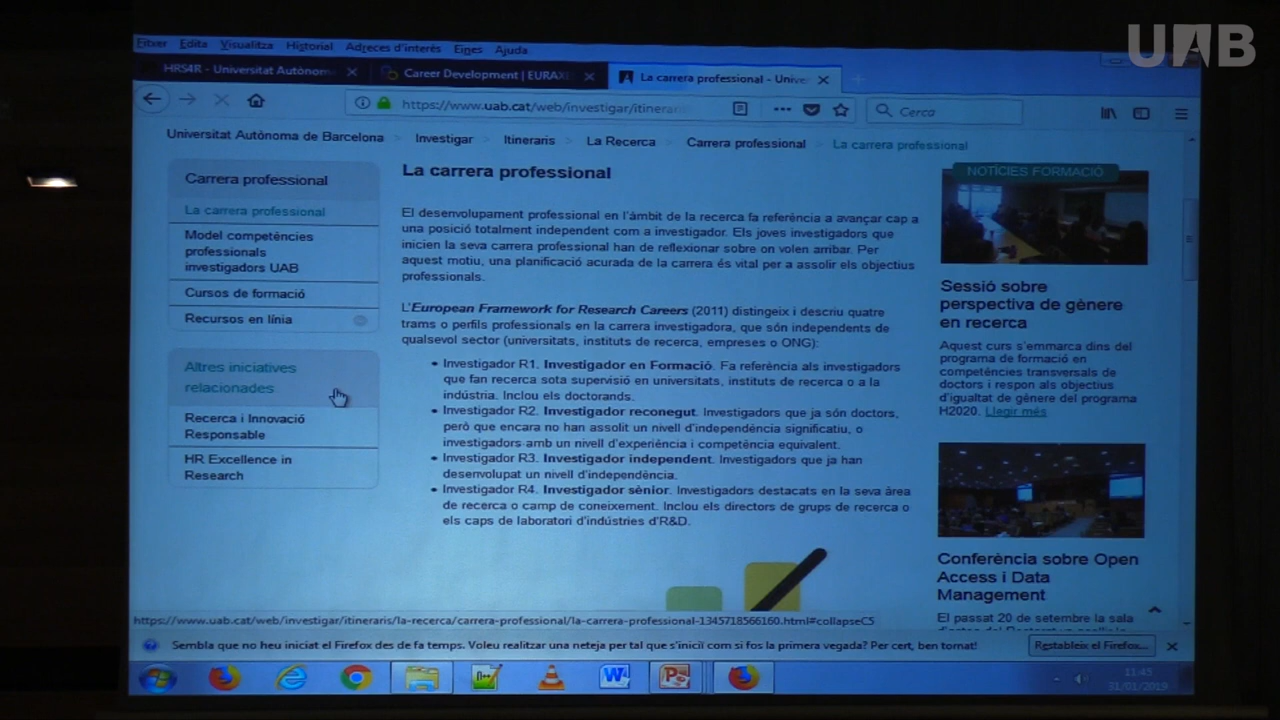 UAB
Fitxer Edita Visualitza Historial Adreces d'interès Eines Ajuda
HRS4R - Universitat Autònom
Career Development | EURAX
La carrera professional - Unive
https://www.uab.cat/web/investigar/itinerari
Cerca
Universitat Autònoma de Barcelona > Investigar > Itineraris > La Recerca > Carrera professional > La carrera professional
Carrera professional
La carrera professional
Model competències
professionals
investigadors UAB
Cursos de formació
Recursos en línia
Altres iniciatives
relacionades
Recerca i Innovació
Responsable
HR Excellence in
Research
La carrera professional
El desenvolupament professional en l'àmbit de la recerca fa referència a avançar cap a
una posició totalment independent com a investigador. Els joves investigadors que
inicien la seva carrera professional han de reflexionar sobre on volen arribar. Per
aquest motiu, una planificació acurada de la carrera és vital per a assolir els objectius
professionals.
L'European Framework for Research Careers (2011) distingeix i descriu quatre
trams o perfils professionals en la carrera investigadora, que són independents de
qualsevol sector (universitats, instituts de recerca, empreses o ONG):
• Investigador R1. Investigador en Formació. Fa referència als investigadors
que fan recerca sota supervisió en universitats, instituts de recerca o a la
indústria. Inclou els doctorands.
• Investigador R2. Investigador reconegut. Investigadors que ja són doctors,
però que encara no han assolit un nivell d'independència significatiu, o
investigadors amb un nivell d'experiència i competència equivalent.
• Investigador R3. Investigador independent. Investigadors que ja han
desenvolupat un nivell d'independència.
• Investigador R4. Investigador sènior. Investigadors destacats en la seva àrea
de recerca o camp de coneixement. Inclou els directors de grups de recerca o
els caps de laboratori d'indústries d'R&D.
NOTÍCIES FORMACIÓ
Sessió sobre
perspectiva de gènere
en recerca
Aquest curs s'emmarca dins del
programa de formació en
competències transversals de
doctors i respon als objectius
d'igualtat de gènere del programa
H2020. Llegir més
Conferència sobre Open
Access i Data
Management
El passat 20 de setembre la sala
https://www.uab.cat/web/investigar/itineraris/la-recerca/carrera-professional/la-carrera-professional-1345718566160.html#collapseC5
Sembla que no heu iniciat el Firefox des de fa temps. Voleu realitzar una neteja per tal que s'iniciï com si fos la primera vegada? Per cert, ben tornat!
Restableix el Firefox...
11:45
31/01/2019